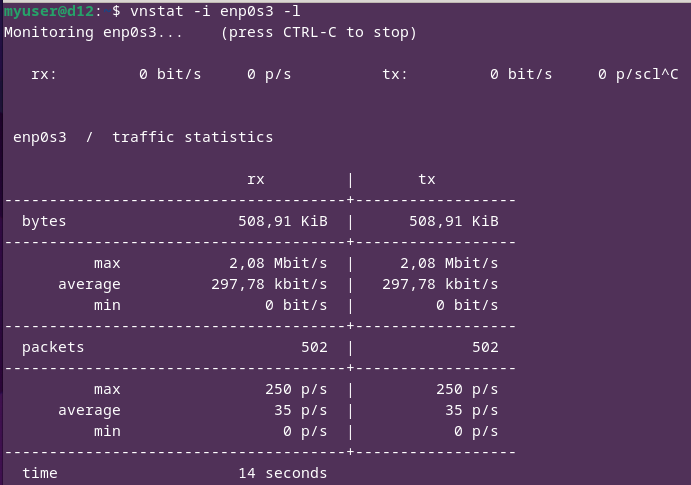 myuser@d12: $ vnstat -i enp0s3 -l
Monitoring enp0s3...    (press CTRL-C to stop)
   rx:         0 bit/s     0 p/s          tx:         0 bit/s     0 p/scl^C
 enp0s3  /  traffic statistics
                           rx         |       tx
--------------------------------------+------------------
  bytes                   508,91 KiB  |      508,91 KiB
--------------------------------------+------------------
          max            2,08 Mbit/s  |     2,08 Mbit/s
      average          297,78 kbit/s  |   297,78 kbit/s
          min                0 bit/s  |         0 bit/s
--------------------------------------+------------------
  packets                        502  |             502
--------------------------------------+------------------
          max                250 p/s  |         250 p/s
      average                 35 p/s  |          35 p/s
          min                  0 p/s  |           0 p/s
--------------------------------------+------------------
  time                    14 seconds